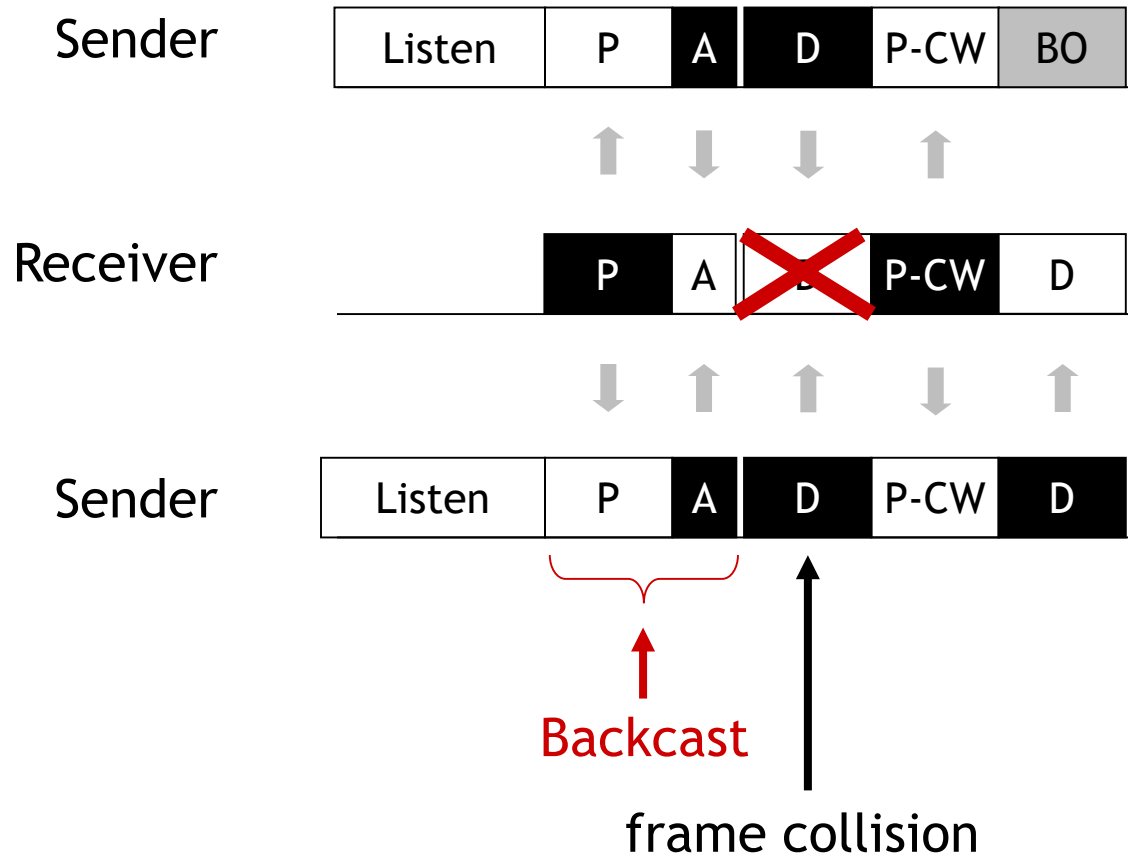 Sender
Listen P A D P-CW BO
Receiver
P A D P-CW D
Sender
Listen P A D P-CW D
Backcast
frame collision